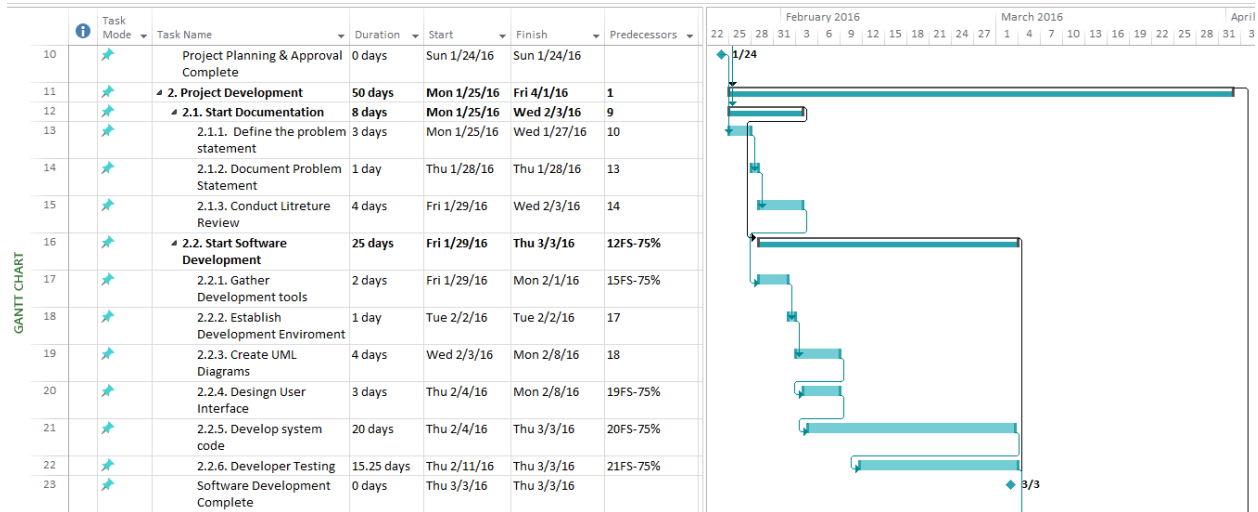 Task
Mode Task Name Duration Start Finish Predecessors
February 2016 March 2016 April
22 25 28 31 3 6 9 12 15 18 21 24 27 1 4 7 10 13 16 19 22 25 28 31 3
GANTT CHART
10 Project Planning & Approval 0 days Sun 1/24/16 Sun 1/24/16 1/24
Complete
11 2. Project Development 50 days Mon 1/25/16 Fri 4/1/16 1
12 2.1. Start Documentation 8 days Mon 1/25/16 Wed 2/3/16 9
13 2.1.1. Define the problem 3 days Mon 1/25/16 Wed 1/27/16 10
statement
14 2.1.2. Document Problem 1 day Thu 1/28/16 Thu 1/28/16 13
Statement
15 2.1.3. Conduct Litreture 4 days Fri 1/29/16 Wed 2/3/16 14
Review
16 2.2. Start Software 25 days Fri 1/29/16 Thu 3/3/16 12FS-75%
Development
17 2.2.1. Gather 2 days Fri 1/29/16 Mon 2/1/16 15FS-75%
Development tools
18 2.2.2. Establish 1 day Tue 2/2/16 Tue 2/2/16 17
Development Enviroment
19 2.2.3. Create UML 4 days Wed 2/3/16 Mon 2/8/16 18
Diagrams
20 2.2.4. Desingn User 3 days Thu 2/4/16 Mon 2/8/16 19FS-75%
Interface
21 2.2.5. Develop system 20 days Thu 2/4/16 Thu 3/3/16 20FS-75%
code
22 2.2.6. Developer Testing 15.25 days Thu 2/11/16 Thu 3/3/16 21FS-75%
23 Software Development 0 days Thu 3/3/16 Thu 3/3/16 3/3
Complete